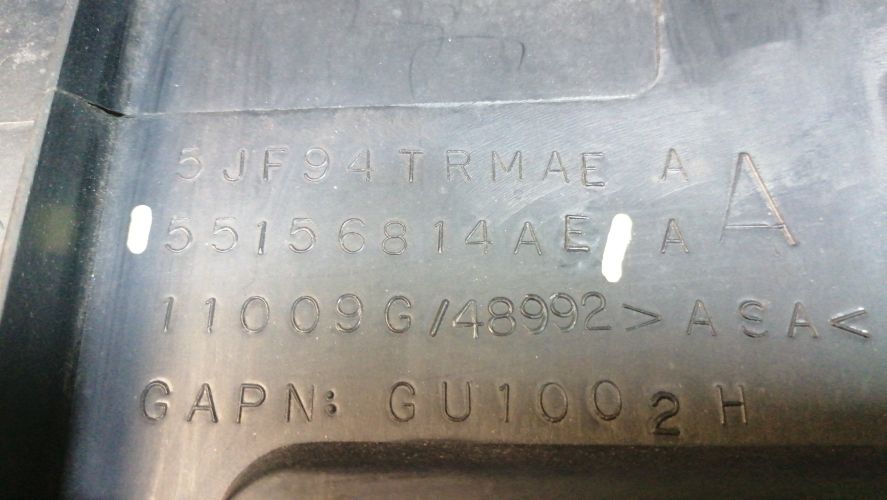 5JF94TRMAE A A
55156814AE A
11009G/48992 >ASA<
GAPN: GU1002H